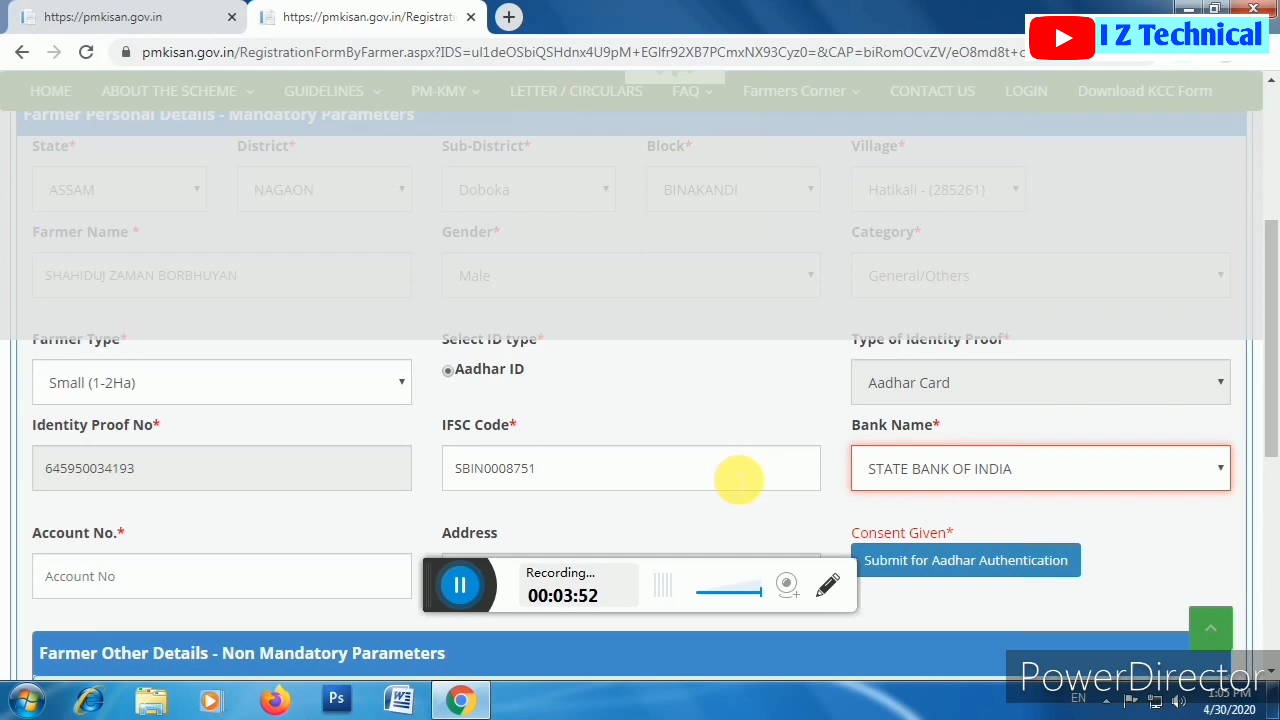 https://pmkisan.gov.in
https://pmkisan.gov.in/Registrati
pmkisan.gov.in/RegistrationFormByFarmer.aspx?IDS=
I Z Technical
HOME ABOUT THE SCHEME GUIDELINES PM-KMY LETTER / CIRCULARS FAQ Farmers Corner CONTACT US LOGIN Download KCC Form
Farmer Personal Details - Mandatory Parameters
State* District* Sub-District* Block* Village*
ASSAM NAGAON Doboka BINAKANDI Hatikali - (285261)
Farmer Name * Gender* Category*
SHAHIDUJ ZAMAN BORBHUYAN Male General/Others
Farmer Type* Select ID type* Type of Identity Proof*
Aadhar ID
Small (1-2Ha) Aadhar Card
Identity Proof No* IFSC Code* Bank Name*
645950034193 SBIN0008751 STATE BANK OF INDIA
Account No.* Address Consent Given*
Submit for Aadhar Authentication
Account No
Recording...
00:03:52
Farmer Other Details - Non Mandatory Parameters
PowerDirector
Ps
EN
1:05 PM
4/30/2020